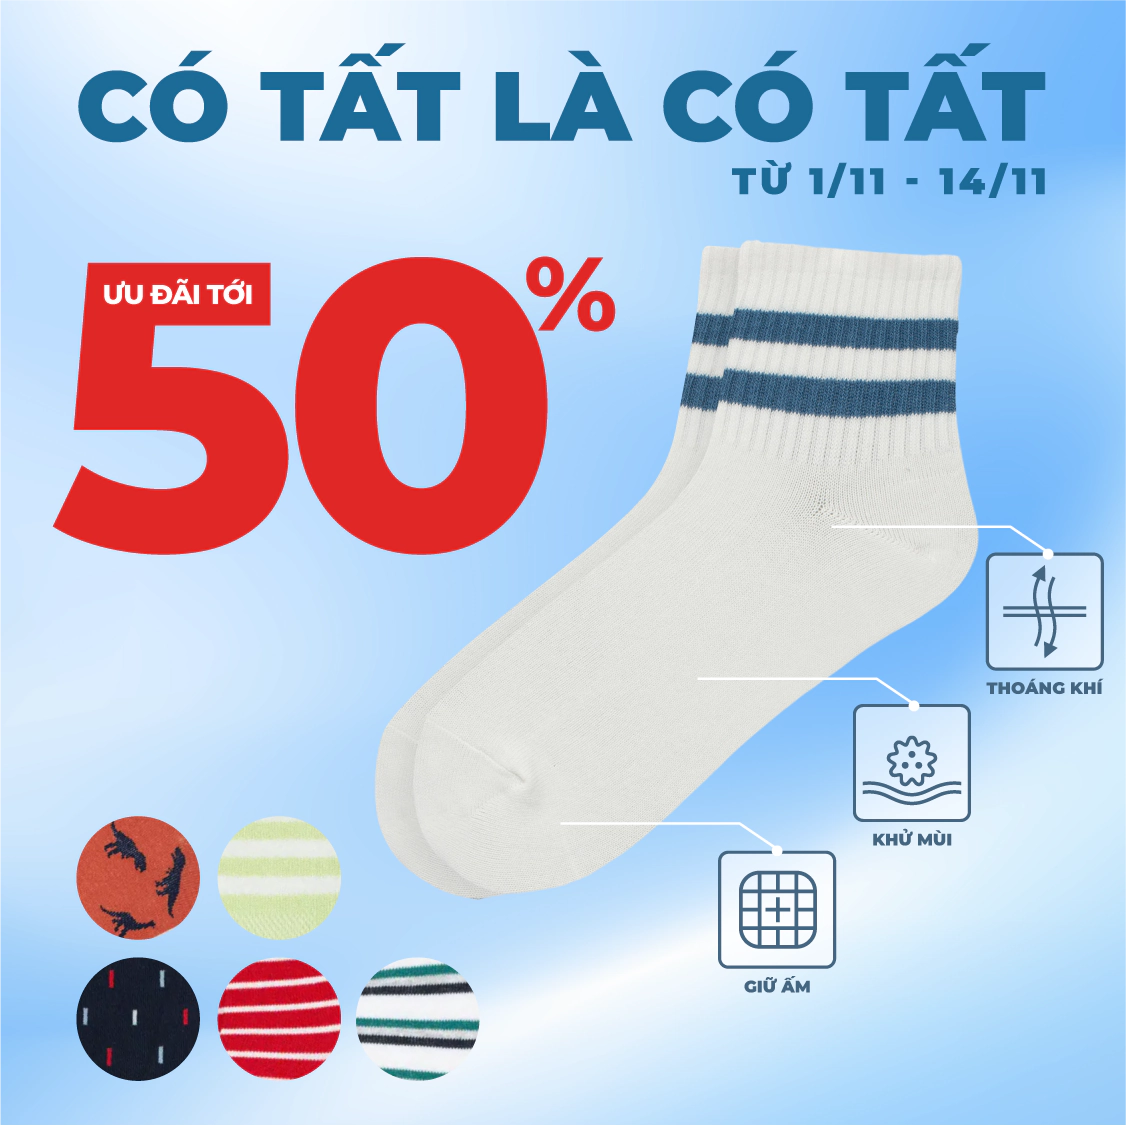 CÓ TẤT LÀ CÓ TẤT
TỪ 1/11 - 14/11
ƯU ĐÃI TỚI
50%
THOÁNG KHÍ
KHỬ MÙI
GIỮ ẤM